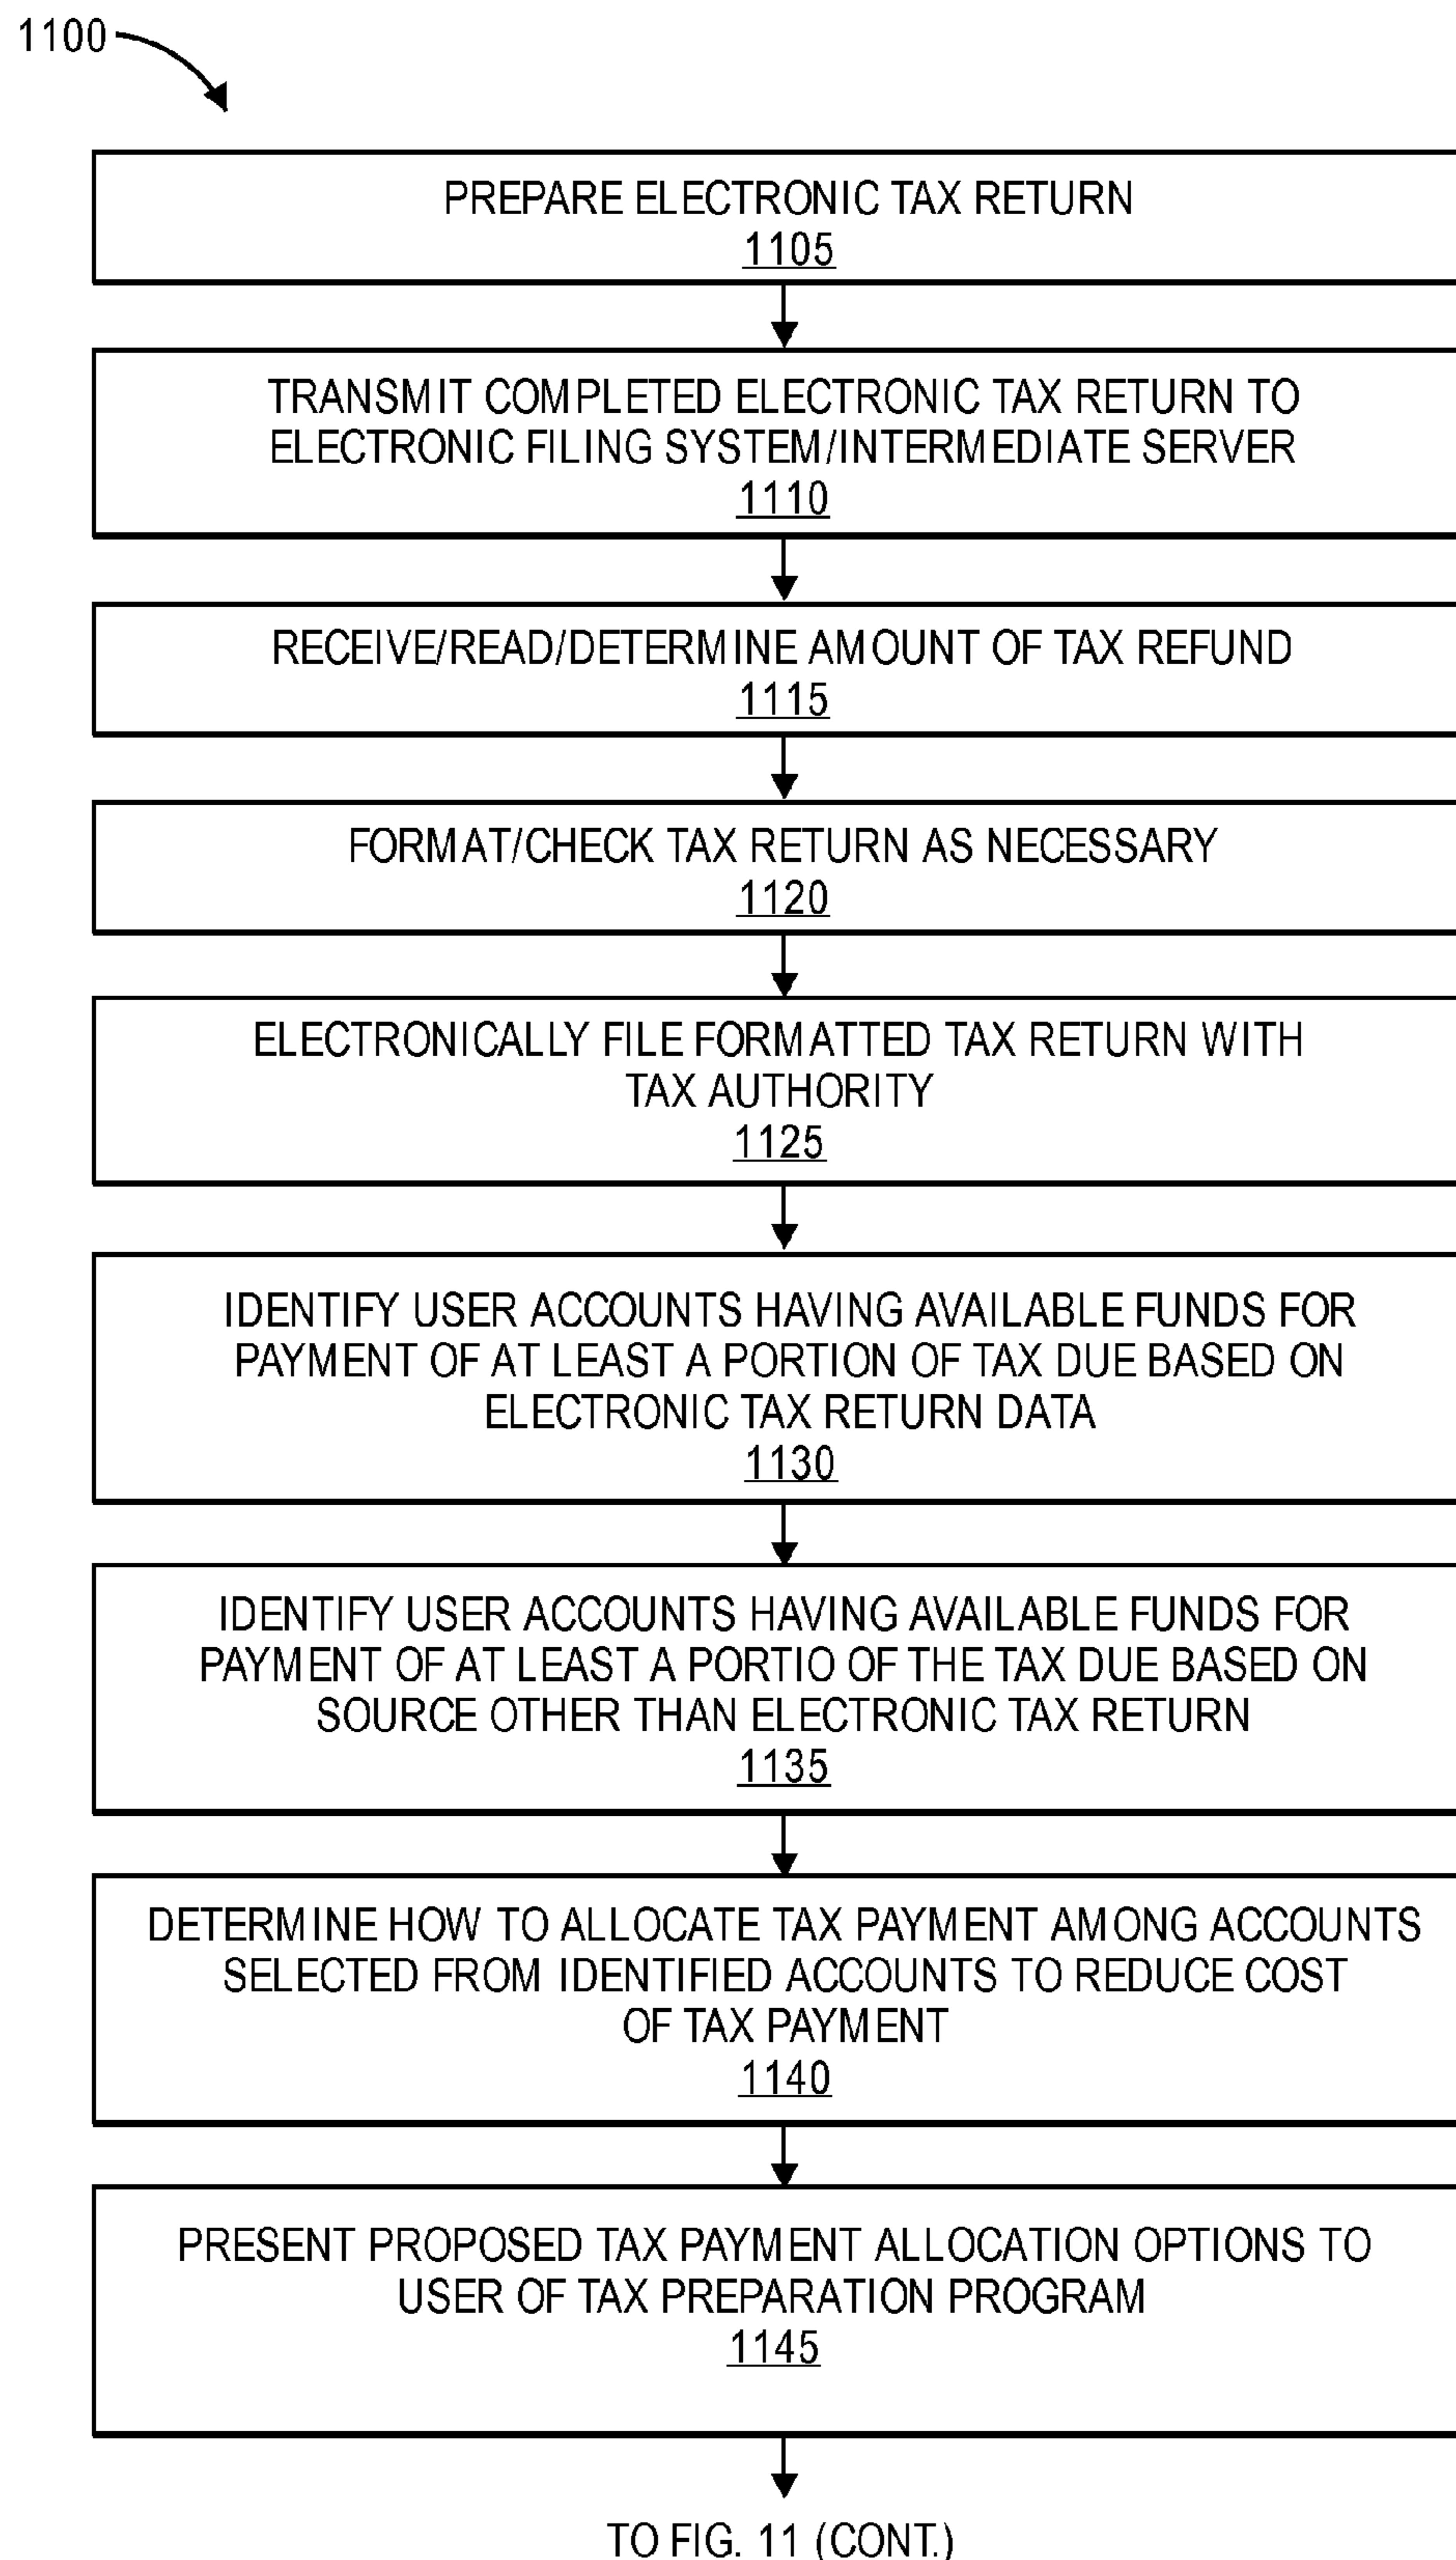 1100
PREPARE ELECTRONIC TAX RETURN
1105
TRANSMIT COMPLETED ELECTRONIC TAX RETURN TO
ELECTRONIC FILING SYSTEM/INTERMEDIATE SERVER
1110
RECEIVE/READ/DETERMINE AMOUNT OF TAX REFUND
1115
FORMAT/CHECK TAX RETURN AS NECESSARY
1120
ELECTRONICALLY FILE FORMATTED TAX RETURN WITH
TAX AUTHORITY
1125
IDENTIFY USER ACCOUNTS HAVING AVAILABLE FUNDS FOR
PAYMENT OF AT LEAST A PORTION OF TAX DUE BASED ON
ELECTRONIC TAX RETURN DATA
1130
IDENTIFY USER ACCOUNTS HAVING AVAILABLE FUNDS FOR
PAYMENT OF AT LEAST A PORTIO OF THE TAX DUE BASED ON
SOURCE OTHER THAN ELECTRONIC TAX RETURN
1135
DETERMINE HOW TO ALLOCATE TAX PAYMENT AMONG ACCOUNTS
SELECTED FROM IDENTIFIED ACCOUNTS TO REDUCE COST
OF TAX PAYMENT
1140
PRESENT PROPOSED TAX PAYMENT ALLOCATION OPTIONS TO
USER OF TAX PREPARATION PROGRAM
1145
TO FIG. 11 (CONT.)